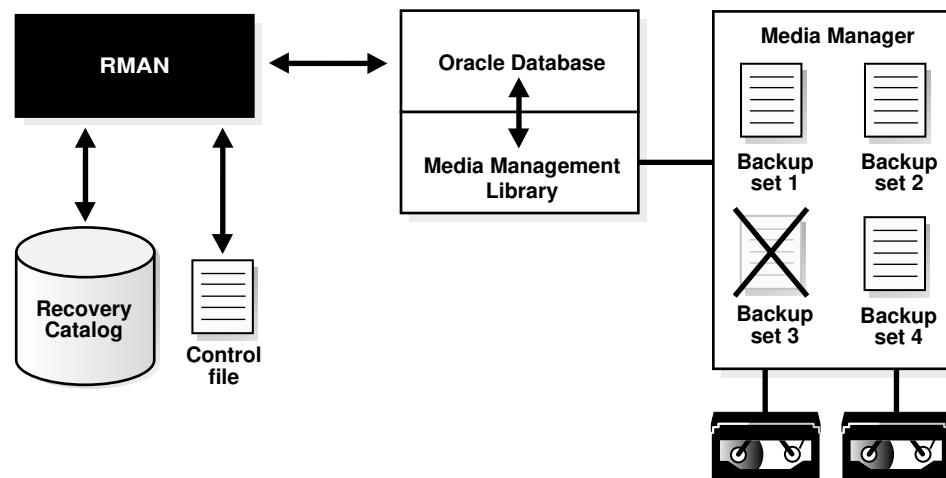 RMAN
Oracle Database
Media Management
Library
Media Manager
Backup
set 1
Backup
set 2
Backup
set 3
Backup
set 4
Recovery
Catalog
Control
file